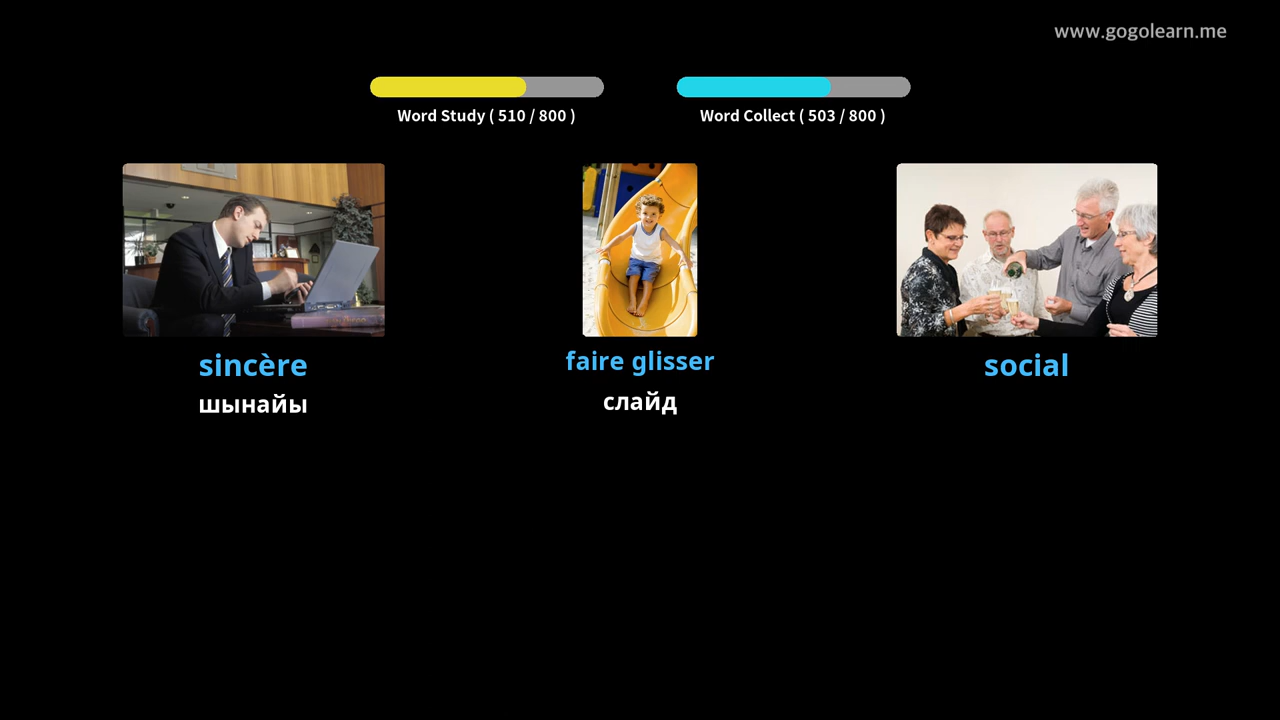 www.gogolearn.me
Word Study ( 510 / 800 )
Word Collect ( 503 / 800 )
sincère
шынайы
faire glisser
слайд
social